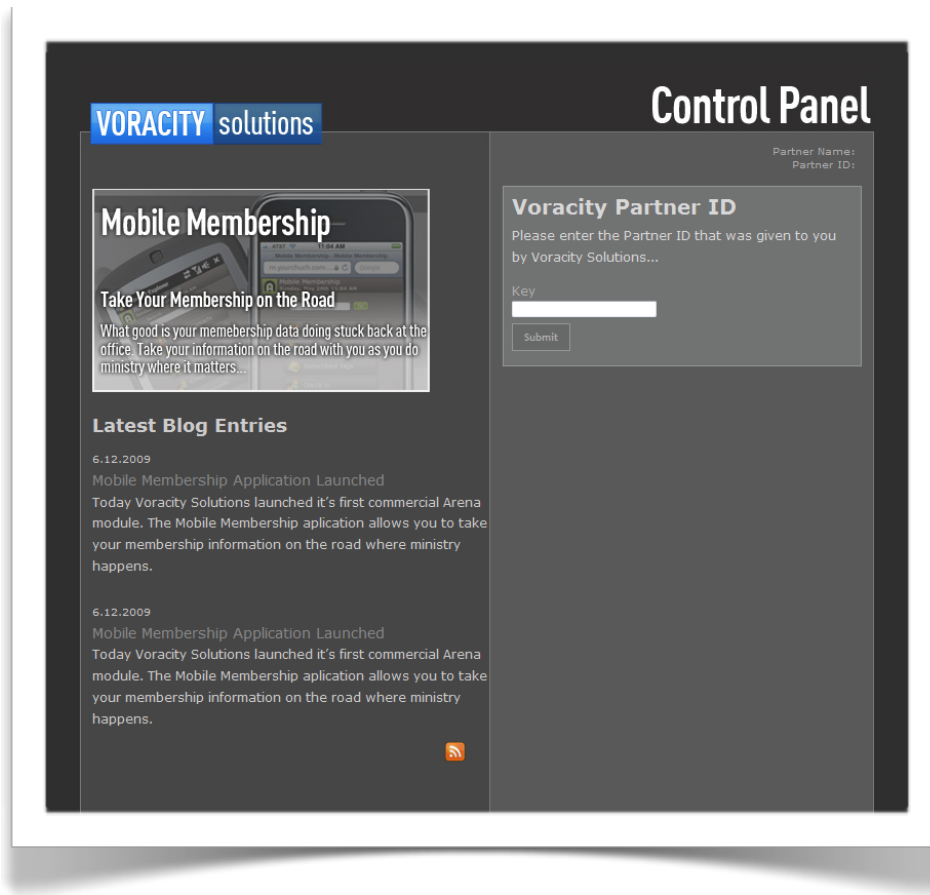 VORACITY solutions
Control Panel
Partner Name:
Partner ID:
Mobile Membership
Take Your Membership on the Road
What good is your memebership data doing stuck back at the
office. Take your information on the road with you as you do
ministry where it matters...
11:04 AM
Voracity Partner ID
Please enter the Partner ID that was given to you
by Voracity Solutions...
Key
Submit
Latest Blog Entries
6.12.2009
Mobile Membership Application Launched
Today Voracity Solutions launched it's first commercial Arena
module. The Mobile Membership aplication allows you to take
your membership information on the road where ministry
happens.
6.12.2009
Mobile Membership Application Launched
Today Voracity Solutions launched it's first commercial Arena
module. The Mobile Membership aplication allows you to take
your membership information on the road where ministry
happens.